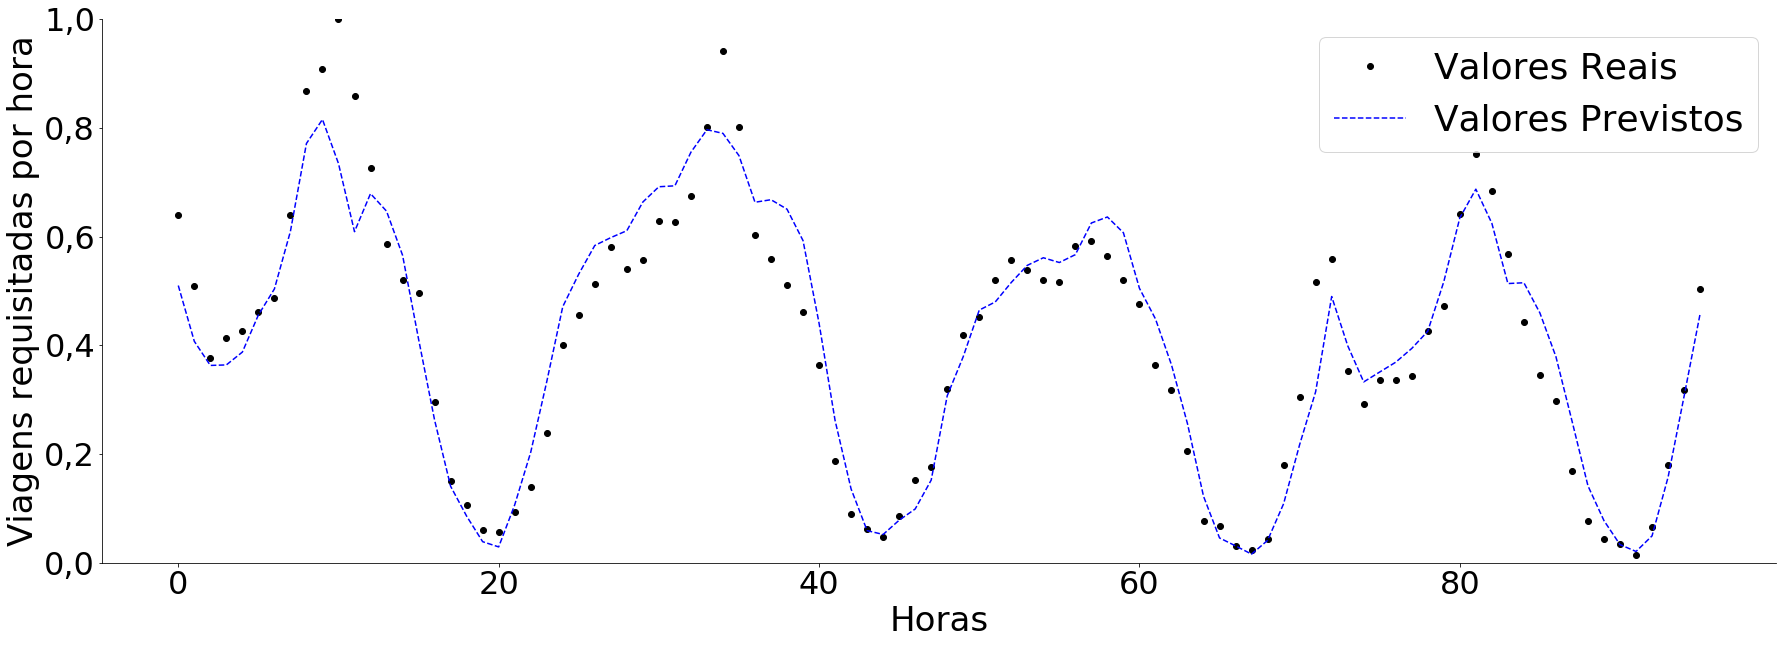 Viagens requisitadas por hora
1,0
0,8
0,6
0,4
0,2
0,0
Valores Reais
Valores Previstos
0 20 40 60 80
Horas